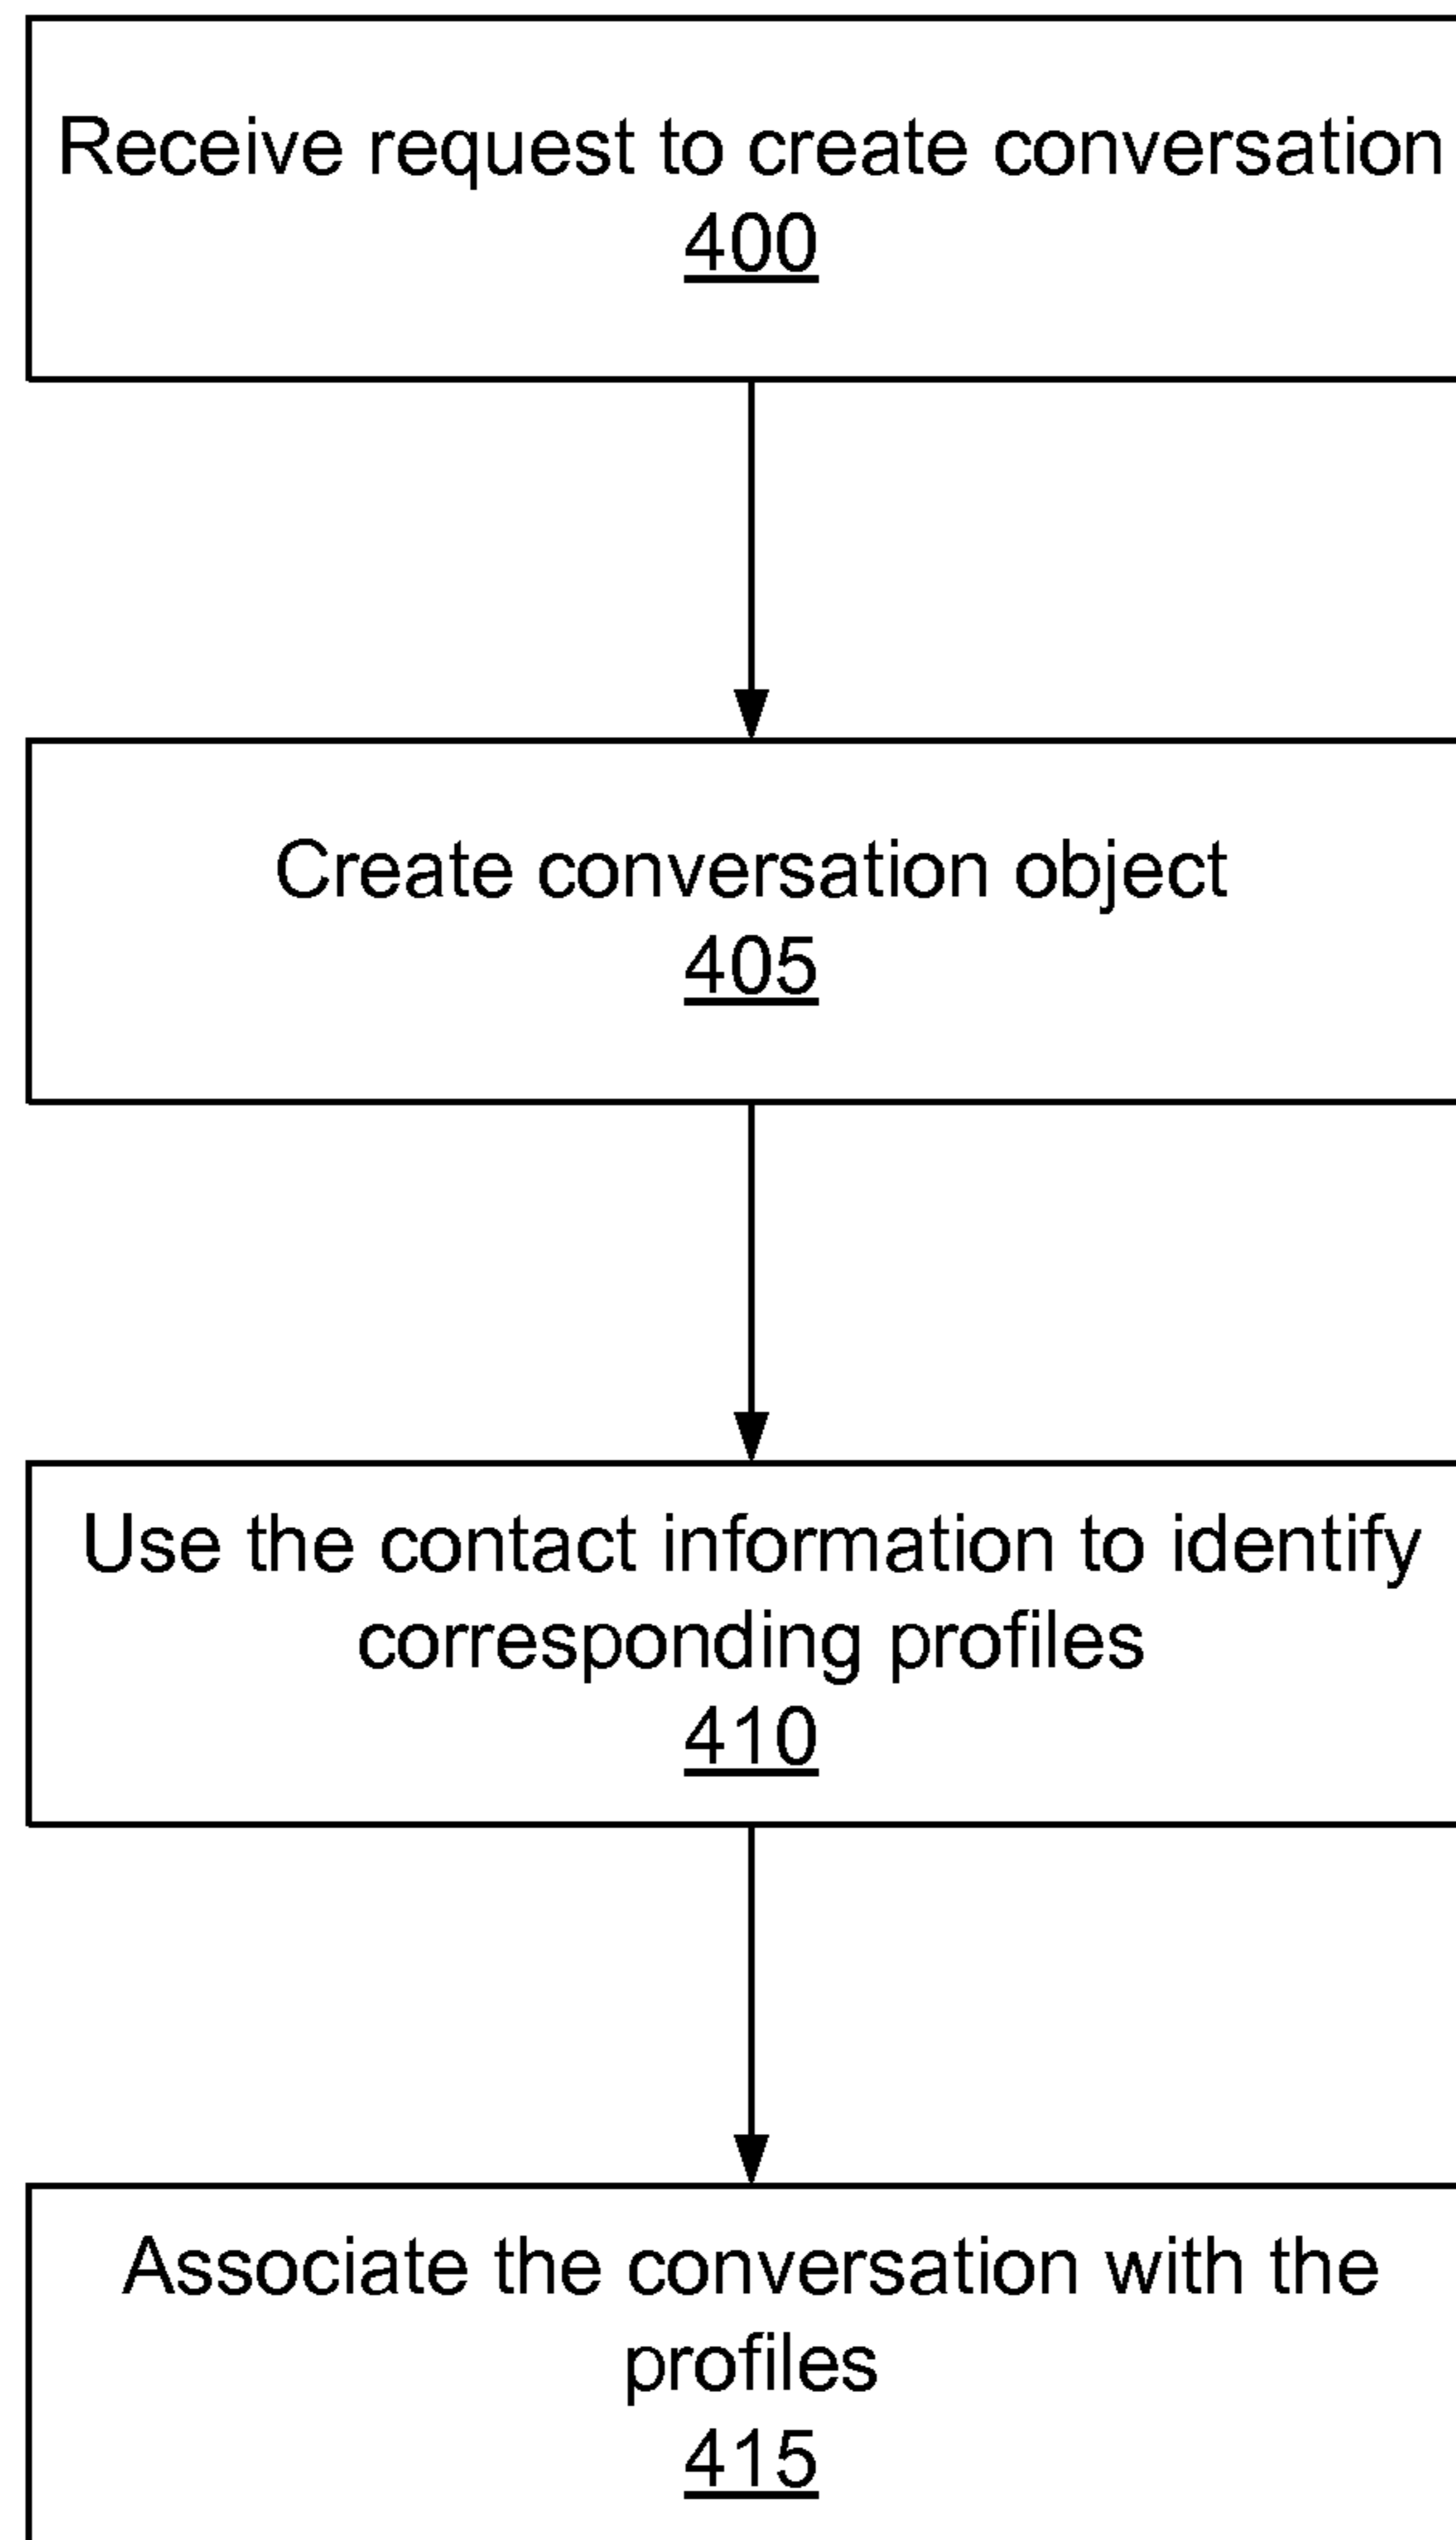 Receive request to create conversation
400
Create conversation object
405
Use the contact information to identify
corresponding profiles
410
Associate the conversation with the
profiles
415